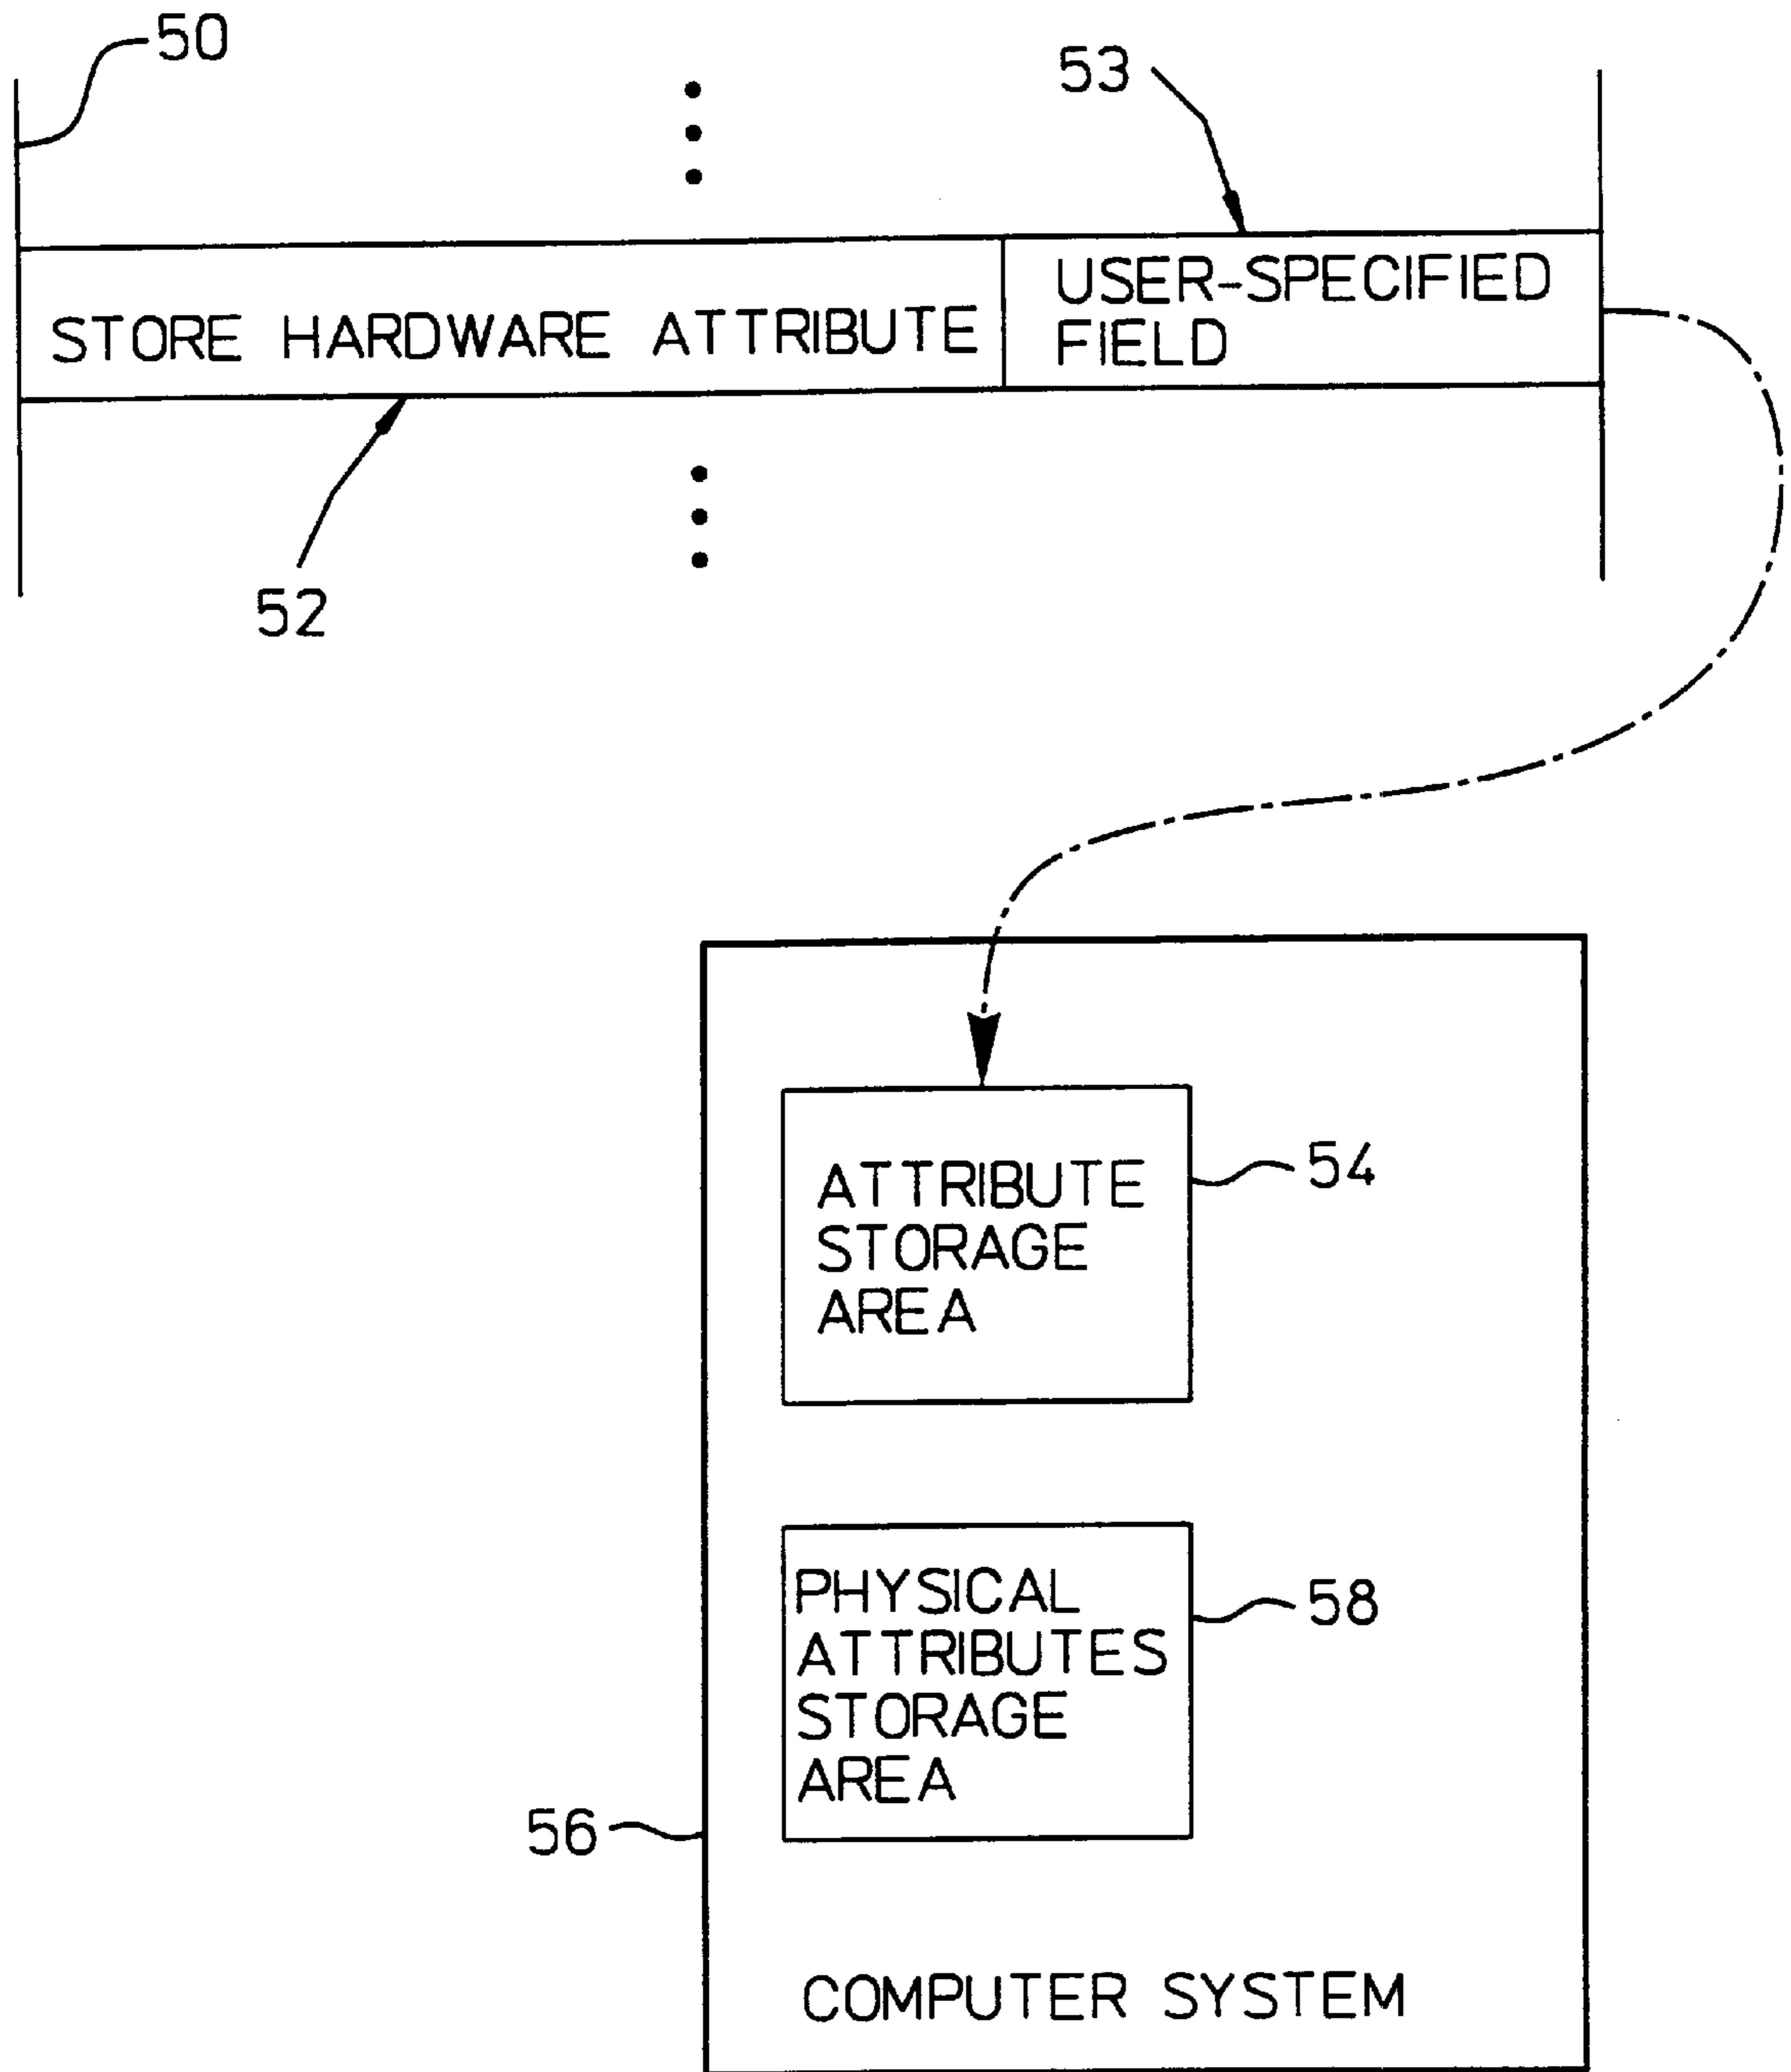 50
53
STORE HARDWARE ATTRIBUTE
USER-SPECIFIED
FIELD
52
ATTRIBUTE
STORAGE
AREA
54
PHYSICAL
ATTRIBUTES
STORAGE
AREA
58
56
COMPUTER SYSTEM